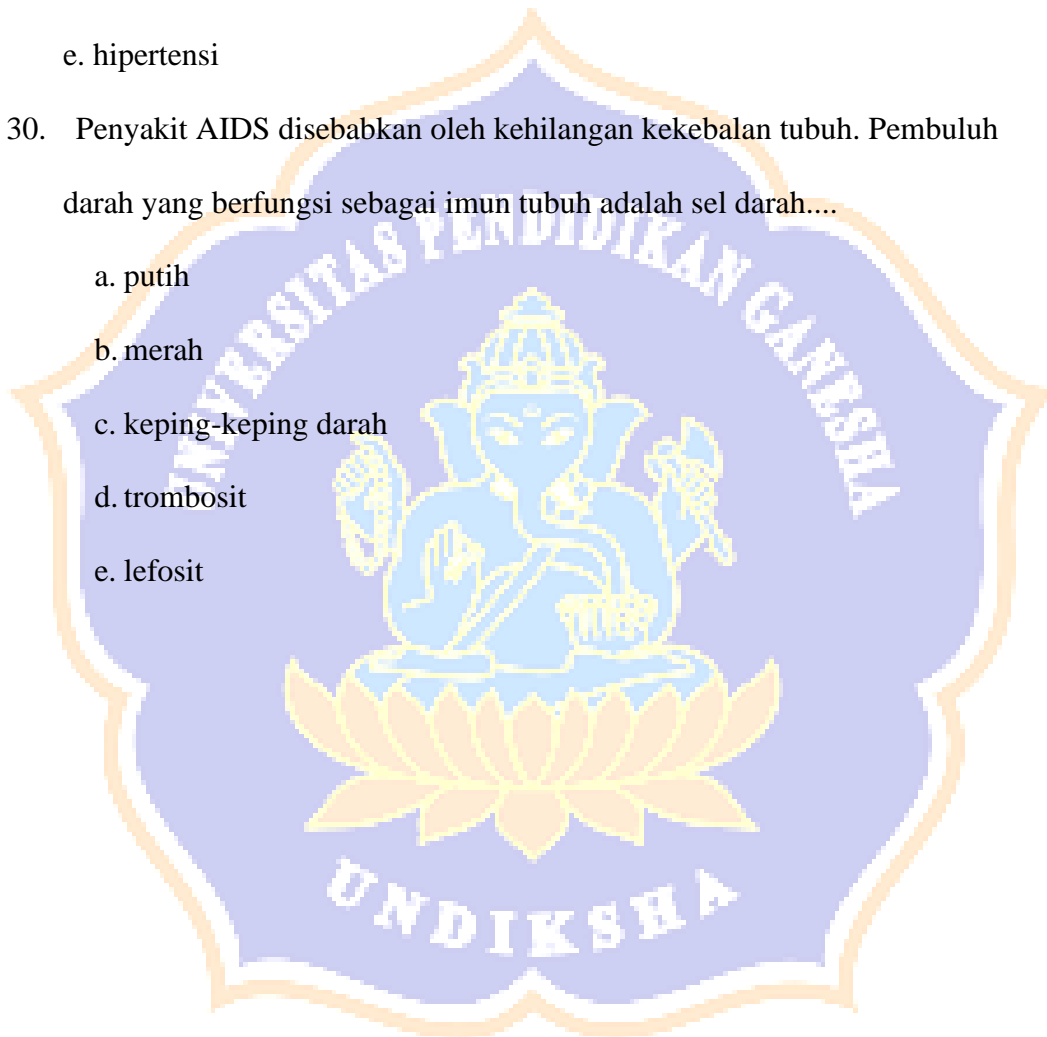 e. hipertensi
30. Penyakit AIDS disebabkan oleh kehilangan kekebalan tubuh. Pembuluh
darah yang berfungsi sebagai imun tubuh adalah sel darah....
a. putih
b. merah
c. keping-keping darah
d. trombosit
e. lefosit
UNIVERSITAS PENDIDIKAN GANESHA
UNDIKSHA